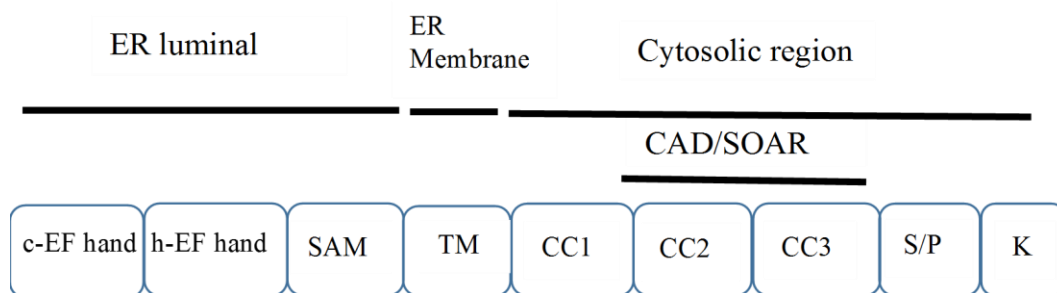 ER luminal
ER
Membrane
Cytosolic region
CAD/SOAR
c-EF hand
h-EF hand
SAM
TM
CC1
CC2
CC3
S/P
K